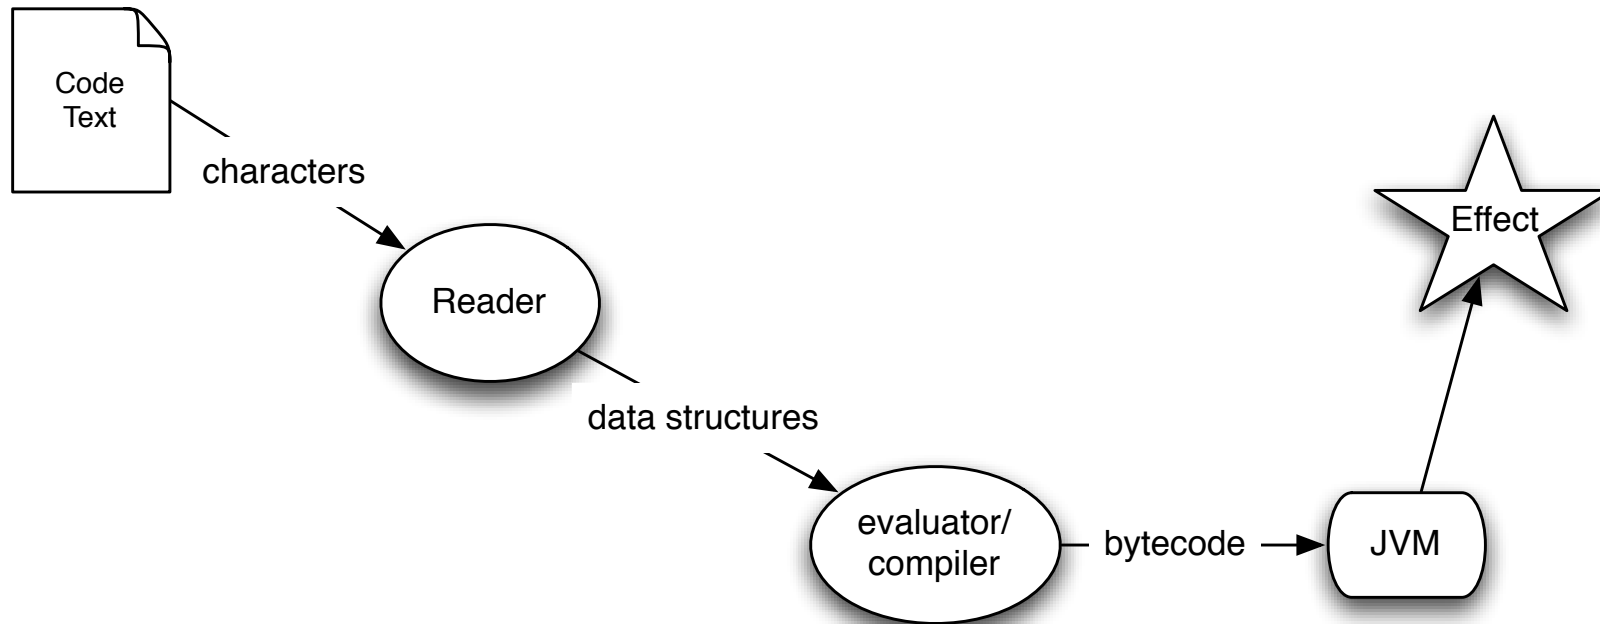 Code
Text
characters
Reader
data structures
evaluator/
compiler
bytecode
JVM
Effect